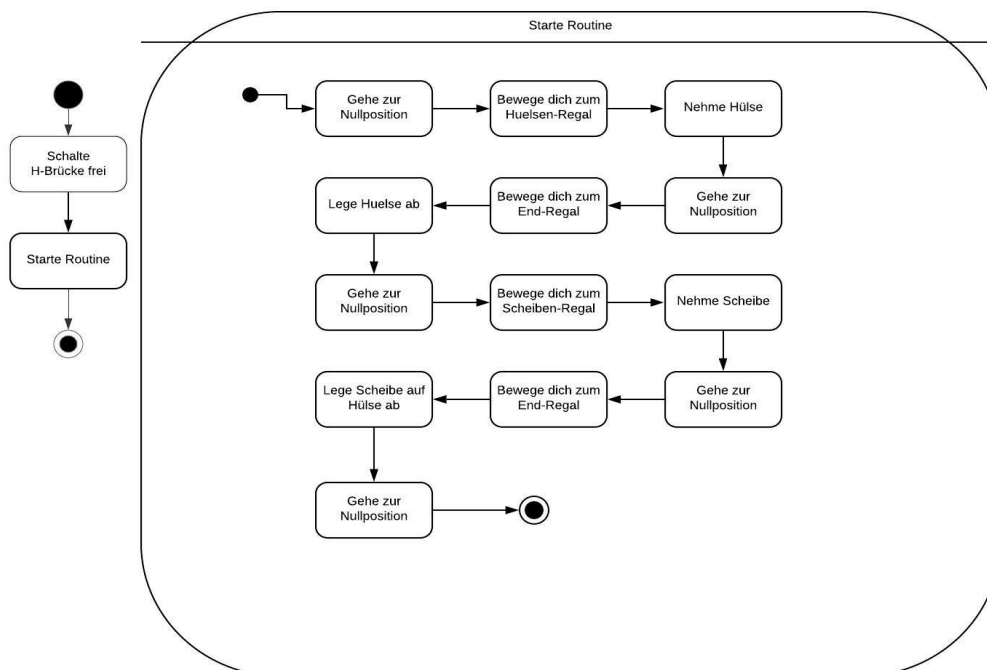 Starte Routine
Schalte
H-Brücke frei
Starte Routine
Gehe zur
Nullposition
Bewege dich zum
Huelsen-Regal
Nehme Hülse
Gehe zur
Nullposition
Bewege dich zum
End-Regal
Lege Huelse ab
Gehe zur
Nullposition
Bewege dich zum
Scheiben-Regal
Nehme Scheibe
Gehe zur
Nullposition
Bewege dich zum
End-Regal
Lege Scheibe auf
Hülse ab
Gehe zur
Nullposition